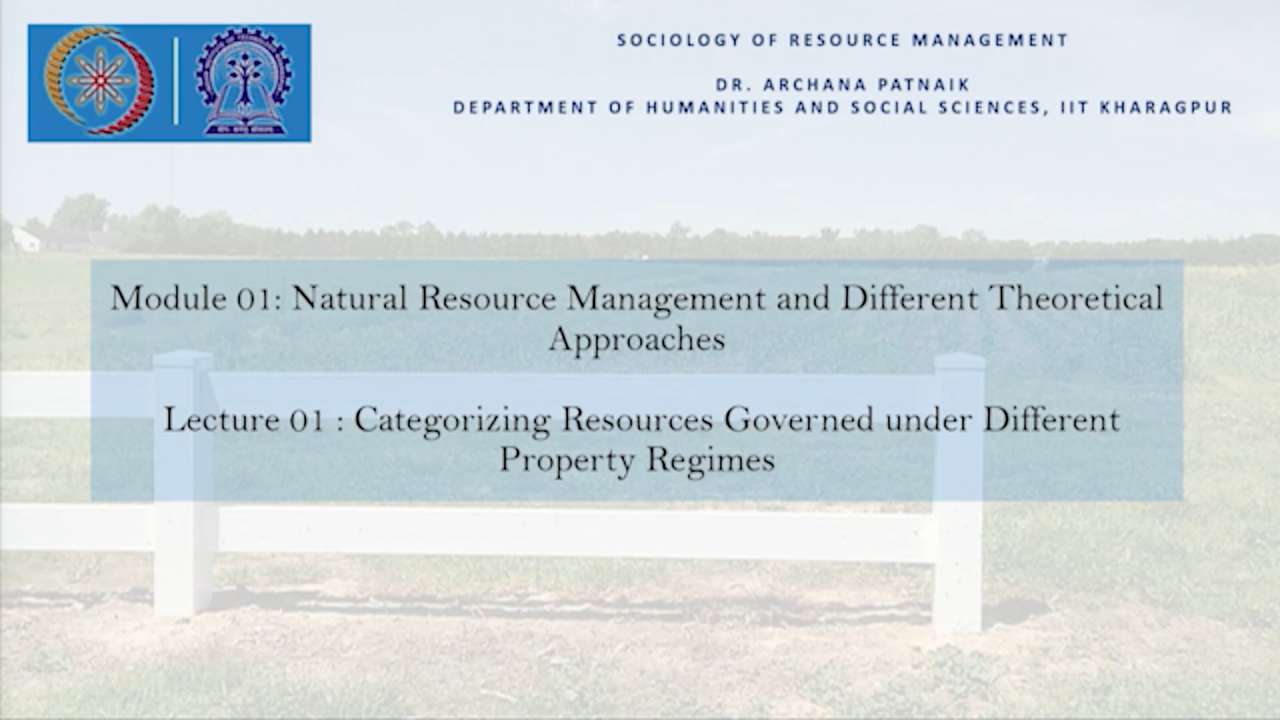 SOCIOLOGY OF RESOURCE MANAGEMENT
DR. ARCHANA PATNAIK
DEPARTMENT OF HUMANITIES AND SOCIAL SCIENCES, IIT KHARAGPUR
Module 01: Natural Resource Management and Different Theoretical
Approaches
Lecture 01 : Categorizing Resources Governed under Different
Property Regimes